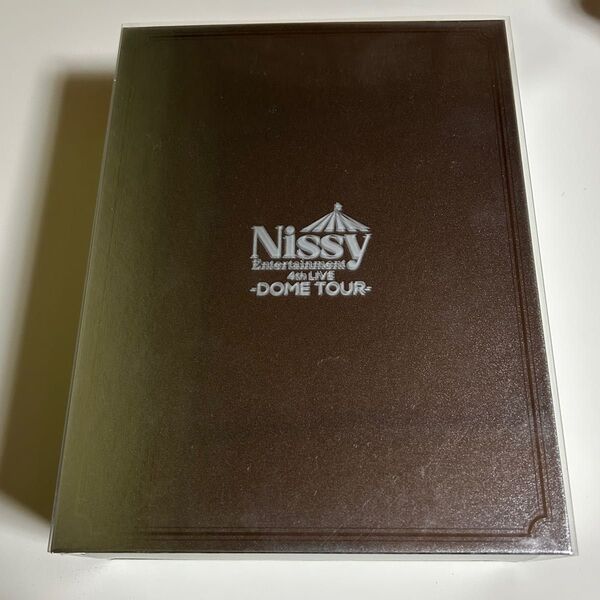 Nissy
Entertainment
4th LIVE
-DOME TOUR-